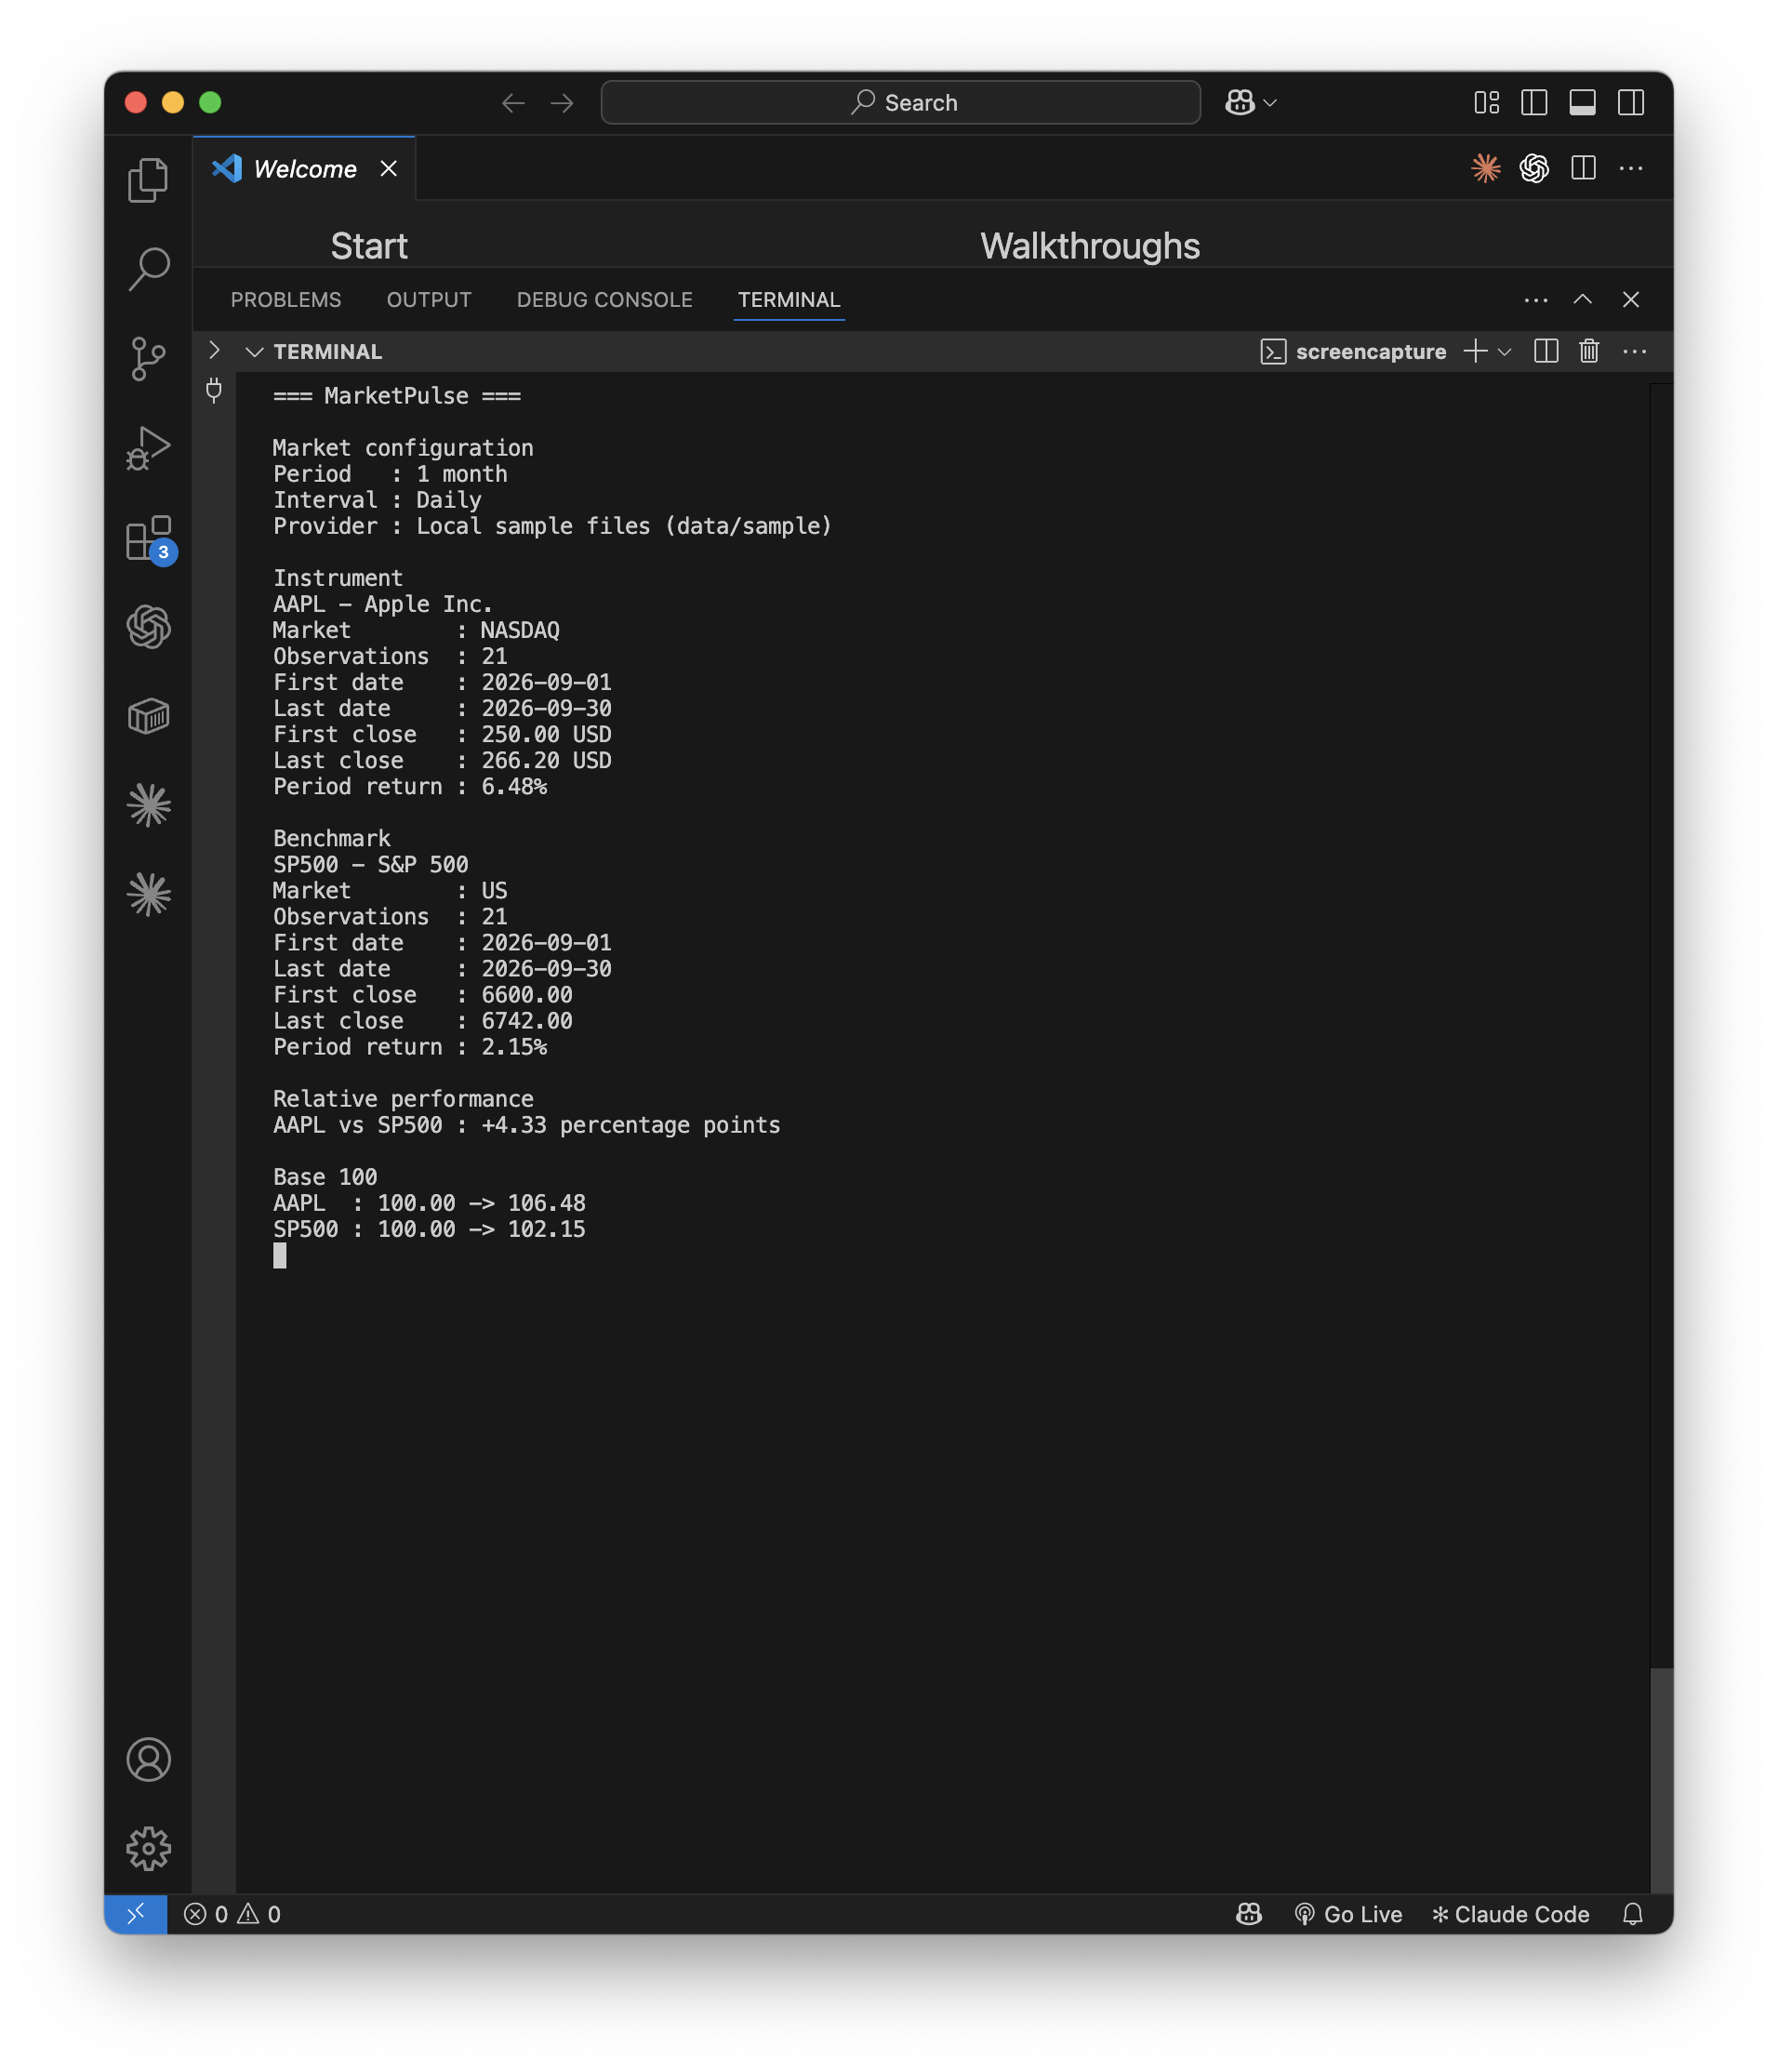 Search
Welcome
Start
Walkthroughs
PROBLEMS OUTPUT DEBUG CONSOLE TERMINAL
TERMINAL
screencapture
=== MarketPulse ===
Market configuration
Period   : 1 month
Interval : Daily
Provider : Local sample files (data/sample)
Instrument
AAPL - Apple Inc.
Market        : NASDAQ
Observations  : 21
First date    : 2026-09-01
Last date     : 2026-09-30
First close   : 250.00 USD
Last close    : 266.20 USD
Period return : 6.48%
Benchmark
SP500 - S&P 500
Market        : US
Observations  : 21
First date    : 2026-09-01
Last date     : 2026-09-30
First close   : 6600.00
Last close    : 6742.00
Period return : 2.15%
Relative performance
AAPL vs SP500 : +4.33 percentage points
Base 100
AAPL  : 100.00 -> 106.48
SP500 : 100.00 -> 102.15
3
0 0
Go Live
Claude Code